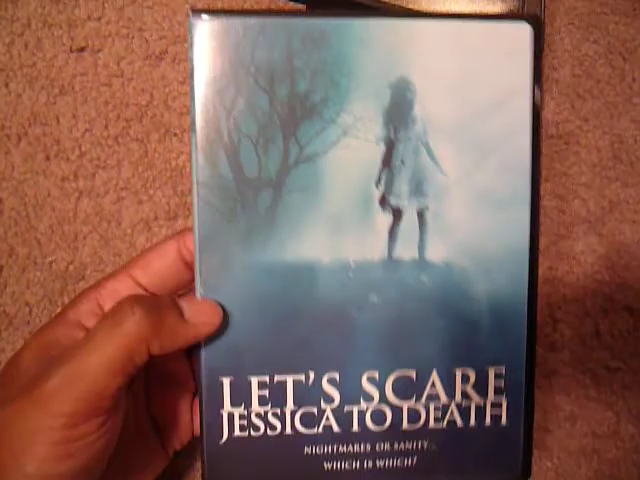 LET'S SCARE
JESSICA TO DEATH
NIGHTMARES OR SANITY...
WHICH IS WHICH?